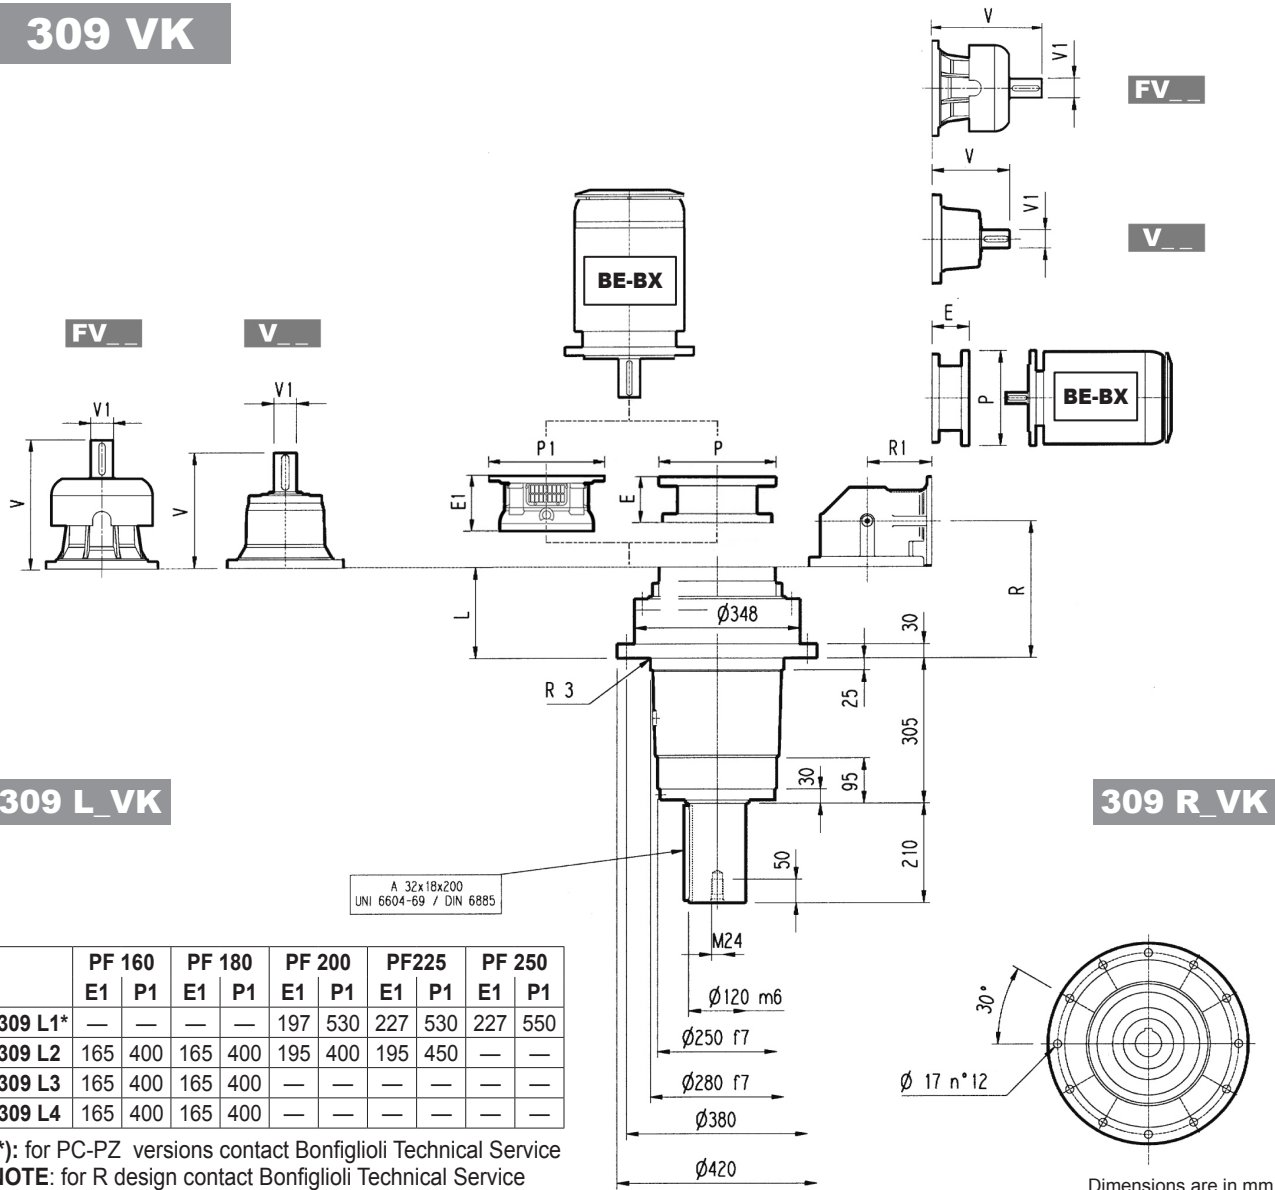 309 VK
V
V1
FV_ _
V
V1
V_ _
BE-BX
E
P
BE-BX
FV_ _
V_ _
V1
V
V1
V
P1
E1
P
E
R1
R
L
Ø348
30
R 3
25
305
30
95
309 L_VK
309 R_VK
50
210
A 32x18x200
UNI 6604-69 / DIN 6885
M24
Ø120 m6
Ø250 f7
Ø280 f7
Ø380
Ø420
30°
Ø 17 n°12
PF 160 PF 180 PF 200 PF225 PF 250
E1 P1 E1 P1 E1 P1 E1 P1 E1 P1
309 L1* — — — — 197 530 227 530 227 550
309 L2 165 400 165 400 195 400 195 450 — —
309 L3 165 400 165 400 — — — — — —
309 L4 165 400 165 400 — — — — — —
*): for PC-PZ versions contact Bonfiglioli Technical Service
NOTE: for R design contact Bonfiglioli Technical Service
Dimensions are in mm